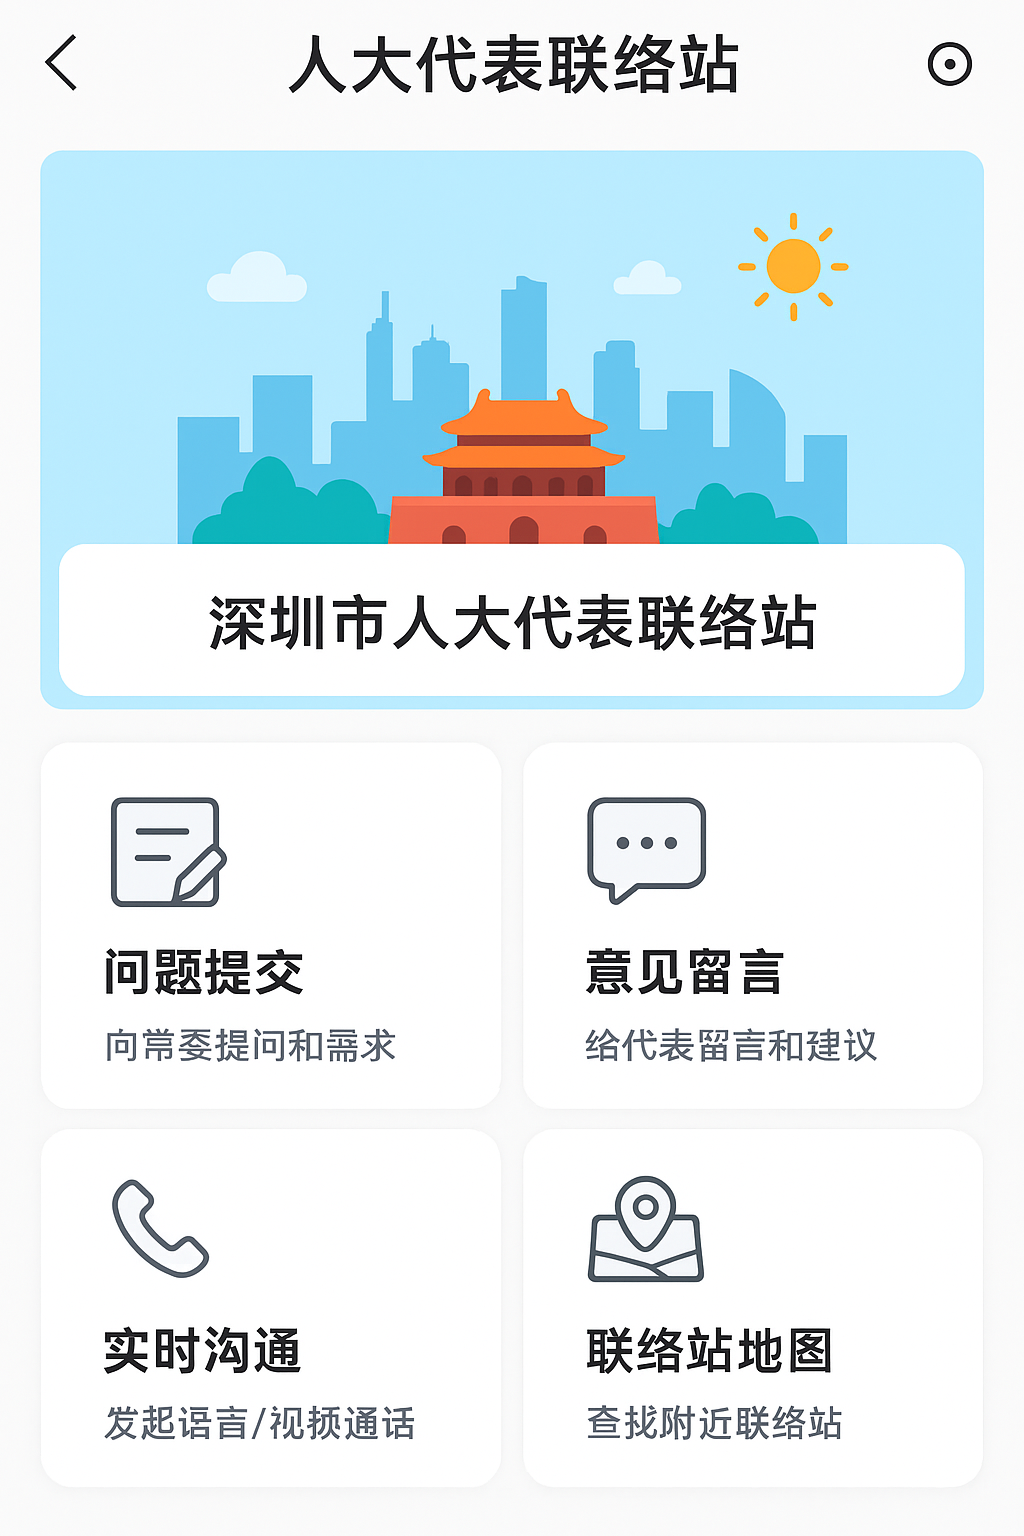 人大代表联络站
深圳市人大代表联络站
问题提交
向常委提问和需求
意见留言
给代表留言和建议
实时沟通
发起语言/视频通话
联络站地图
查找附近联络站